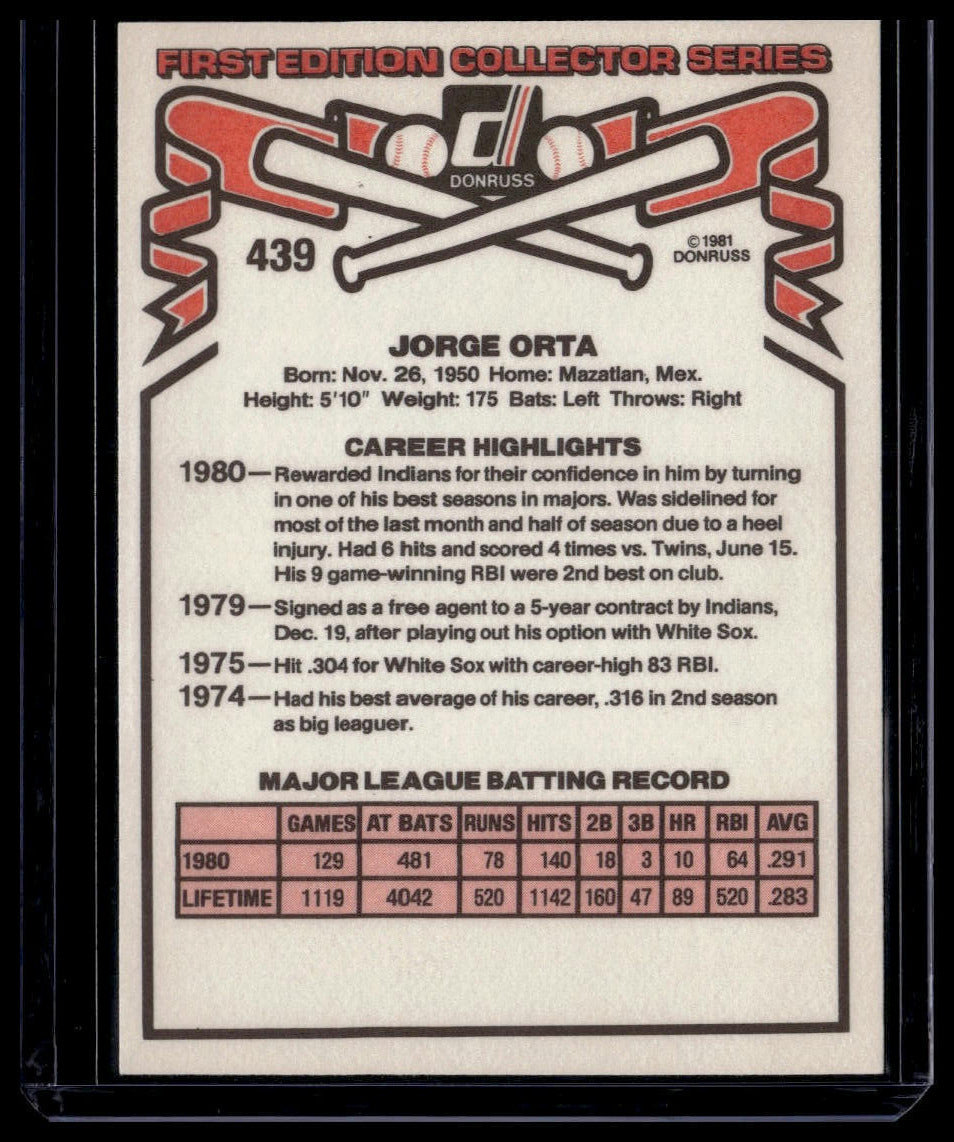 FIRST EDITION COLLECTOR SERIES
DONRUSS
439
©1981
DONRUSS
JORGE ORTA
Born: Nov. 26, 1950 Home: Mazatlan, Mex.
Height: 5'10" Weight: 175 Bats: Left Throws: Right
CAREER HIGHLIGHTS
1980—Rewarded Indians for their confidence in him by turning
in one of his best seasons in majors. Was sidelined for
most of the last month and half of season due to a heel
injury. Had 6 hits and scored 4 times vs. Twins, June 15.
His 9 game-winning RBI were 2nd best on club.
1979—Signed as a free agent to a 5-year contract by Indians,
Dec. 19, after playing out his option with White Sox.
1975—Hit .304 for White Sox with career-high 83 RBI.
1974—Had his best average of his career, .316 in 2nd season
as big leaguer.
MAJOR LEAGUE BATTING RECORD
GAMES AT BATS RUNS HITS 2B 3B HR RBI AVG
1980 129 481 78 140 18 3 10 64 .291
LIFETIME 1119 4042 520 1142 160 47 89 520 .283